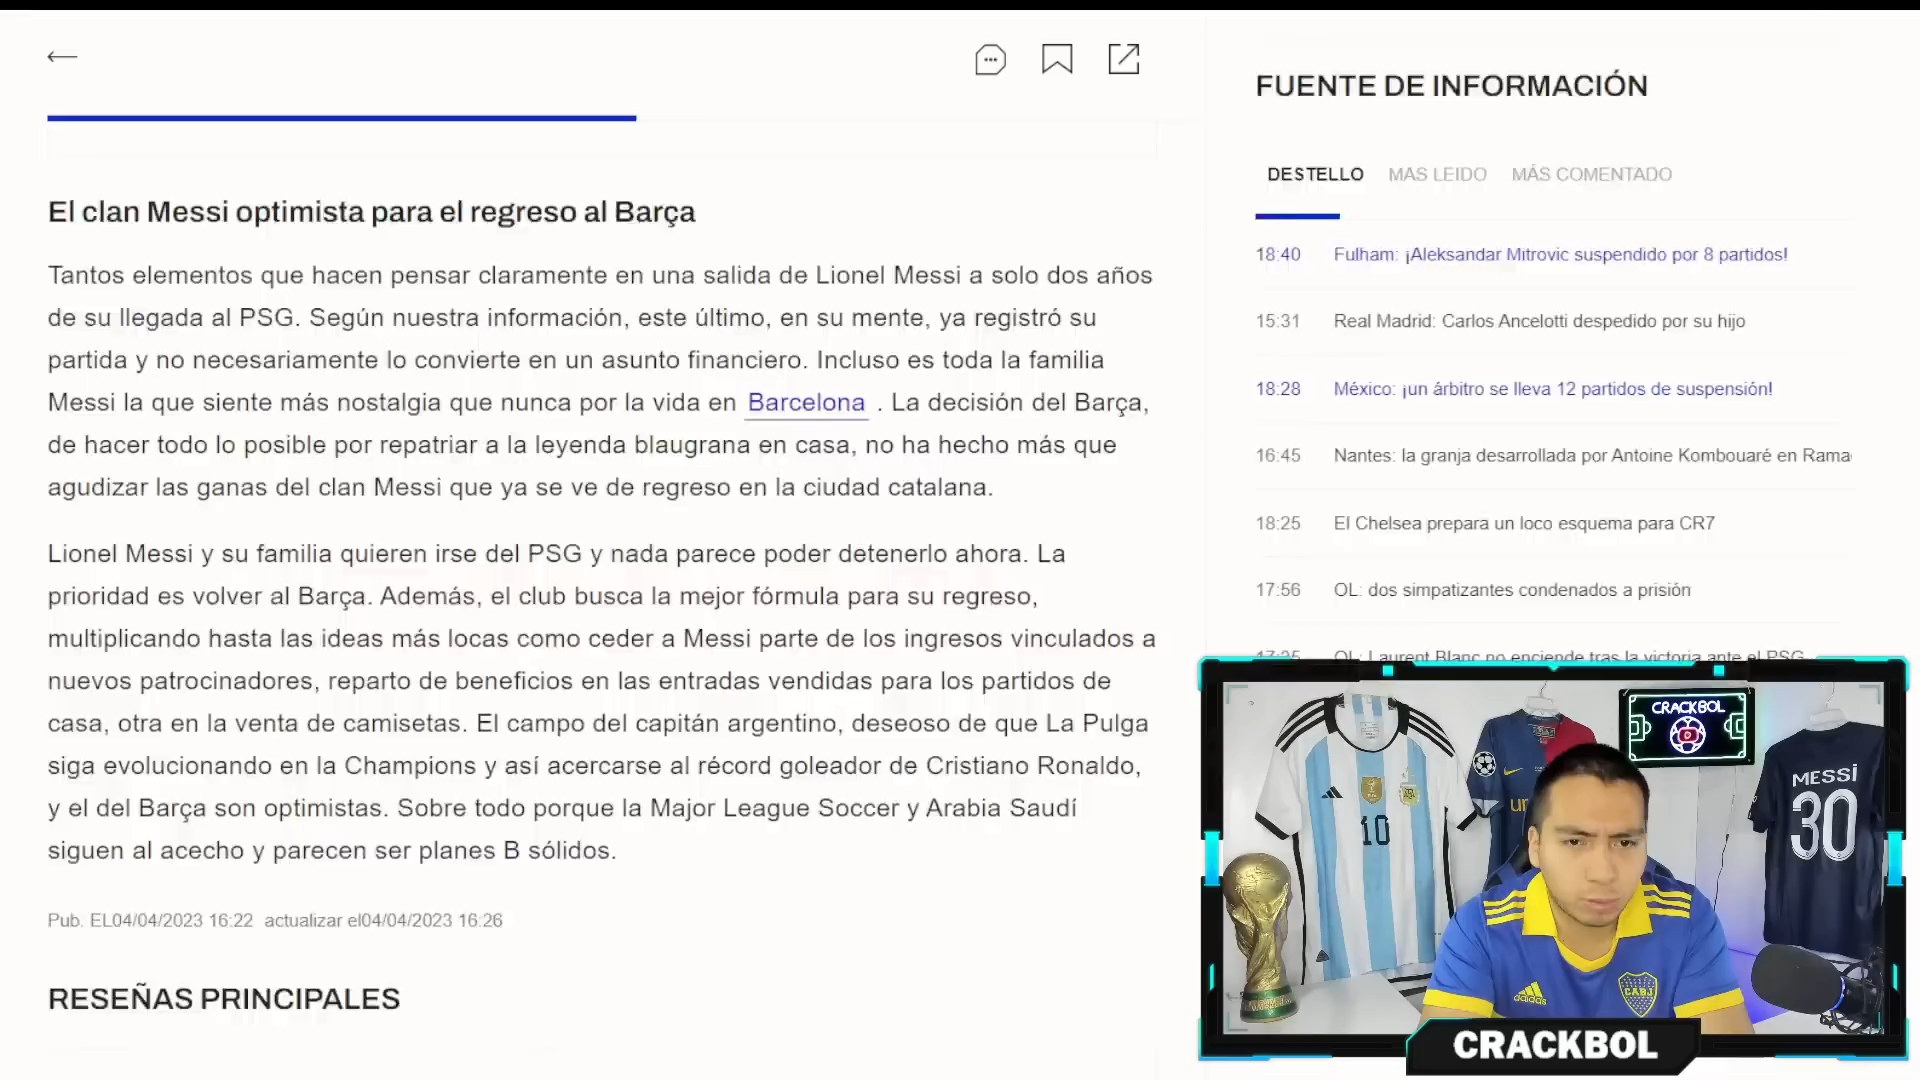 El clan Messi optimista para el regreso al Barça
Tantos elementos que hacen pensar claramente en una salida de Lionel Messi a solo dos años
de su llegada al PSG. Según nuestra información, este último, en su mente, ya registró su
partida y no necesariamente lo convierte en un asunto financiero. Incluso es toda la familia
Messi la que siente más nostalgia que nunca por la vida en Barcelona . La decisión del Barça,
de hacer todo lo posible por repatriar a la leyenda blaugrana en casa, no ha hecho más que
agudizar las ganas del clan Messi que ya se ve de regreso en la ciudad catalana.
Lionel Messi y su familia quieren irse del PSG y nada parece poder detenerlo ahora. La
prioridad es volver al Barça. Además, el club busca la mejor fórmula para su regreso,
multiplicando hasta las ideas más locas como ceder a Messi parte de los ingresos vinculados a
nuevos patrocinadores, reparto de beneficios en las entradas vendidas para los partidos de
casa, otra en la venta de camisetas. El campo del capitán argentino, deseoso de que La Pulga
siga evolucionando en la Champions y así acercarse al récord goleador de Cristiano Ronaldo,
y el del Barça son optimistas. Sobre todo porque la Major League Soccer y Arabia Saudí
siguen al acecho y parecen ser planes B sólidos.
Pub. EL04/04/2023 16:22 actualizar el04/04/2023 16:26
RESEÑAS PRINCIPALES
FUENTE DE INFORMACIÓN
DESTELLO MAS LEIDO MÁS COMENTADO
18:40 Fulham: ¡Aleksandar Mitrovic suspendido por 8 partidos!
15:31 Real Madrid: Carlos Ancelotti despedido por su hijo
18:28 México: ¡un árbitro se lleva 12 partidos de suspensión!
16:45 Nantes: la granja desarrollada por Antoine Kombouaré en Rama
18:25 El Chelsea prepara un loco esquema para CR7
17:56 OL: dos simpatizantes condenados a prisión
17:25 OL: Laurent Blanc no enciende tras la victoria ante el PSG
CRACKBOL
10
MESSI
30
adidas
CABJ
CRACKBOL